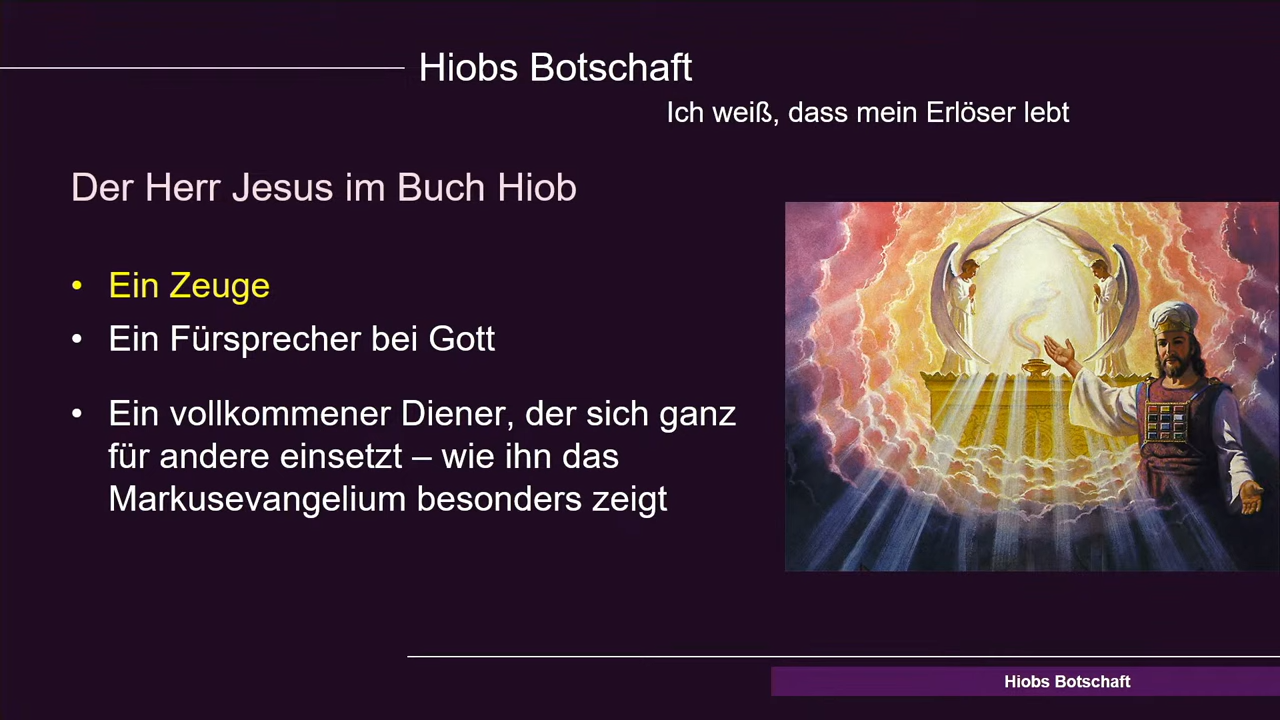 Hiobs Botschaft
Ich weiß, dass mein Erlöser lebt
Der Herr Jesus im Buch Hiob
• Ein Zeuge
• Ein Fürsprecher bei Gott
• Ein vollkommener Diener, der sich ganz
für andere einsetzt – wie ihn das
Markusevangelium besonders zeigt
Hiobs Botschaft